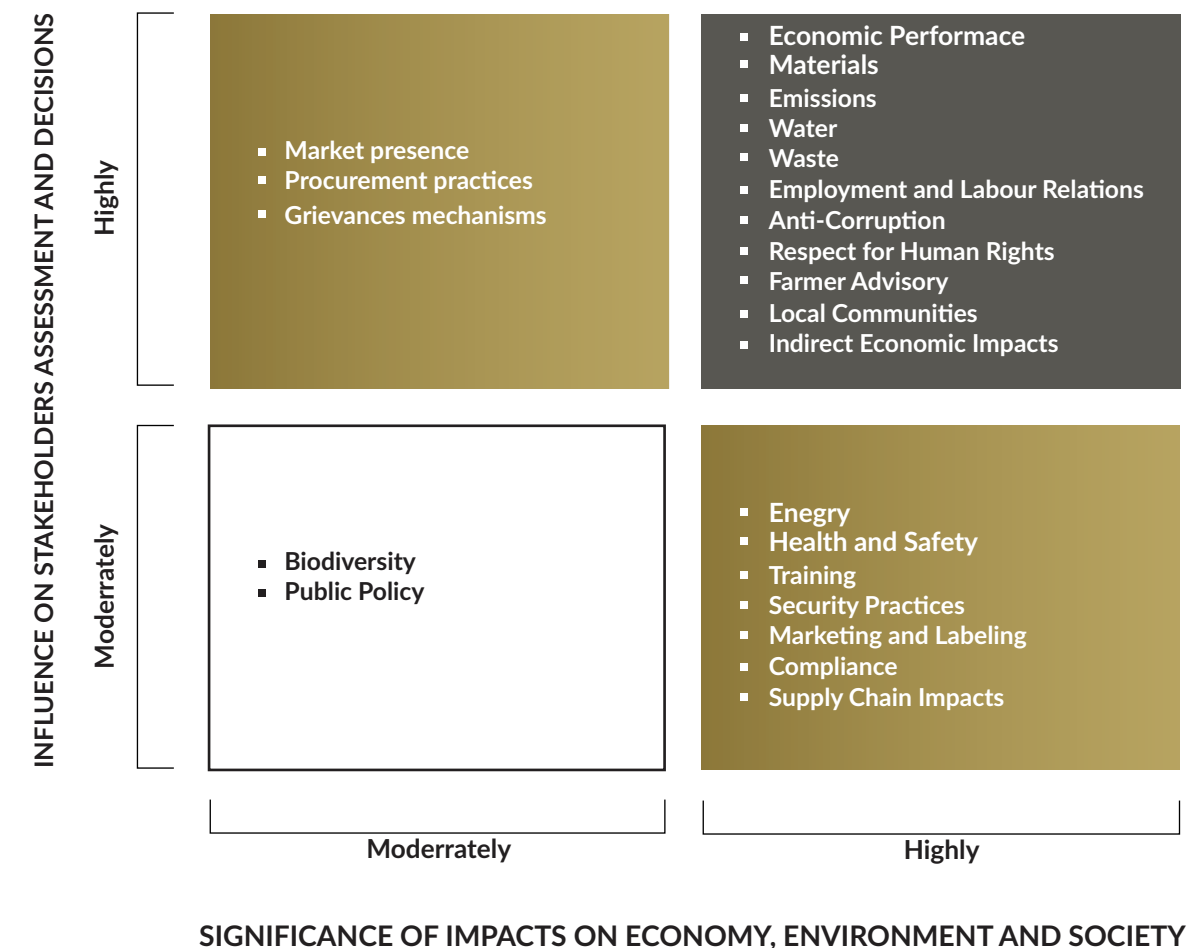 INFLUENCE ON STAKEHOLDERS ASSESSMENT AND DECISIONS
Highly
Market presence
Procurement practices
Grievances mechanisms
Economic Performace
Materials
Emissions
Water
Waste
Employment and Labour Relations
Anti-Corruption
Respect for Human Rights
Farmer Advisory
Local Communities
Indirect Economic Impacts
Moderrately
Biodiversity
Public Policy
Enegry
Health and Safety
Training
Security Practices
Marketing and Labeling
Compliance
Supply Chain Impacts
Moderrately
Highly
SIGNIFICANCE OF IMPACTS ON ECONOMY, ENVIRONMENT AND SOCIETY